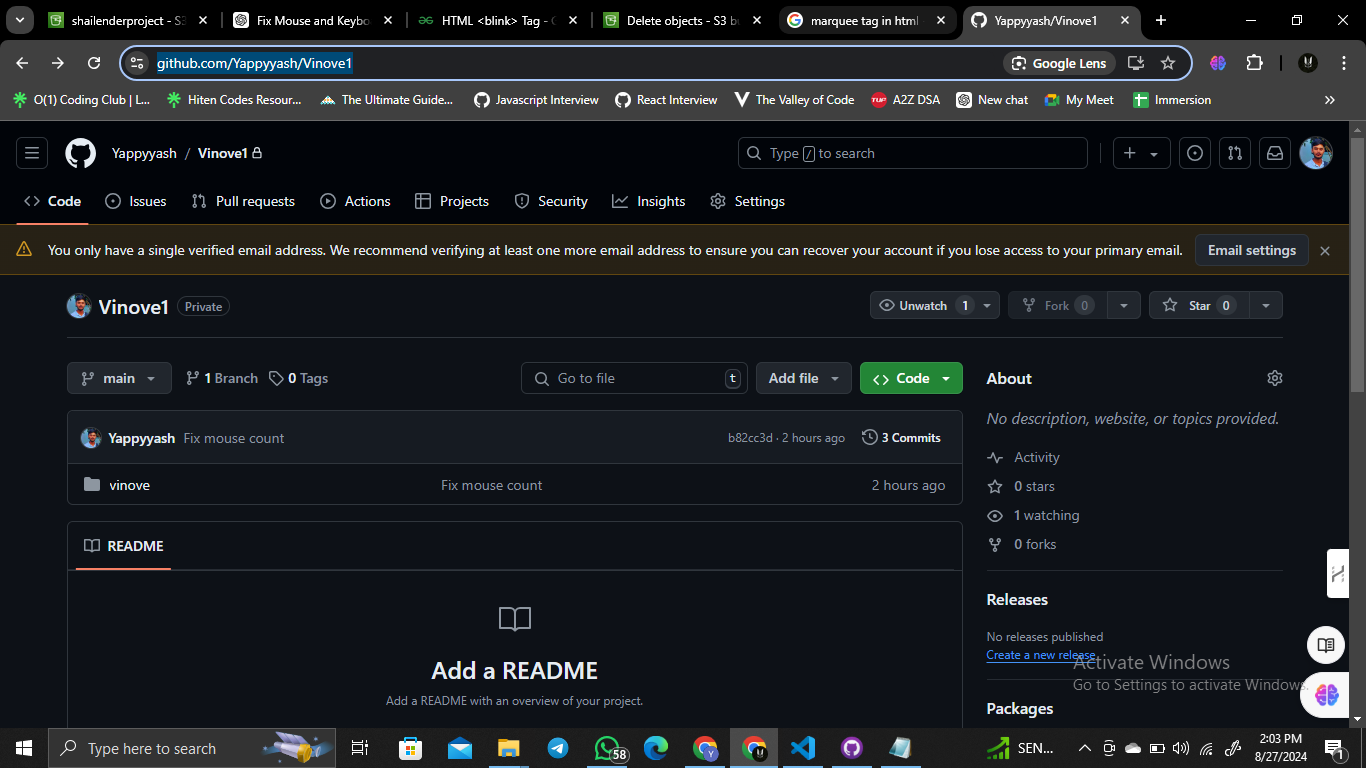 shailenderproject - S3
Fix Mouse and Keybo
HTML <blink> Tag - G
Delete objects - S3 bu
marquee tag in html
Yappyyash/Vinove1
github.com/Yappyyash/Vinove1
Google Lens
O(1) Coding Club | L...
Hiten Codes Resour...
The Ultimate Guide...
Javascript Interview
React Interview
The Valley of Code
TUF A2Z DSA
New chat
My Meet
Immersion
Yappyyash / Vinove1
Type / to search
Code
Issues
Pull requests
Actions
Projects
Security
Insights
Settings
You only have a single verified email address. We recommend verifying at least one more email address to ensure you can recover your account if you lose access to your primary email.
Email settings
Vinove1 Private
Unwatch 1
Fork 0
Star 0
main
1 Branch
0 Tags
Go to file t
Add file
Code
Yappyyash Fix mouse count
b82cc3d · 2 hours ago
3 Commits
vinove
Fix mouse count
2 hours ago
README
Add a README
Add a README with an overview of your project.
About
No description, website, or topics provided.
Activity
0 stars
1 watching
0 forks
Releases
No releases published
Create a new release
Packages
Activate Windows
Go to Settings to activate Windows.
Type here to search
58
SEN...
2:03 PM
8/27/2024
1